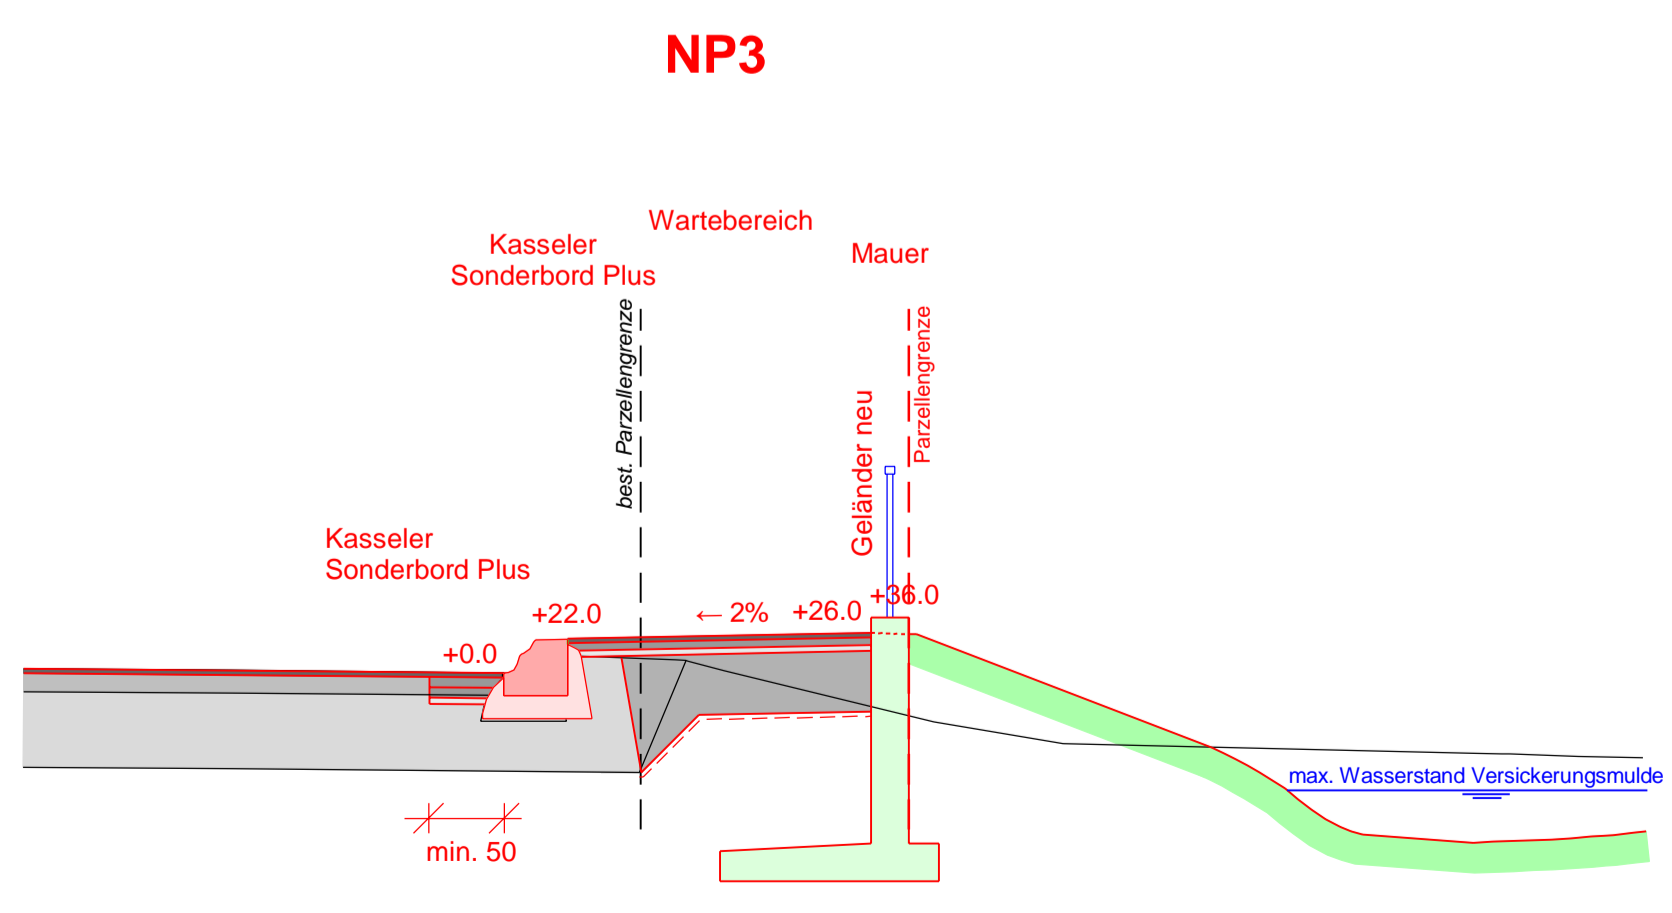 NP3
Wartebereich
Kasseler
Sonderbord Plus
Mauer
best. Parzellengrenze
Parzellengrenze
Geländer neu
Kasseler
Sonderbord Plus
+36.0
+22.0
← 2%
+26.0
+0.0
max. Wasserstand Versickerungsmulde
min. 50